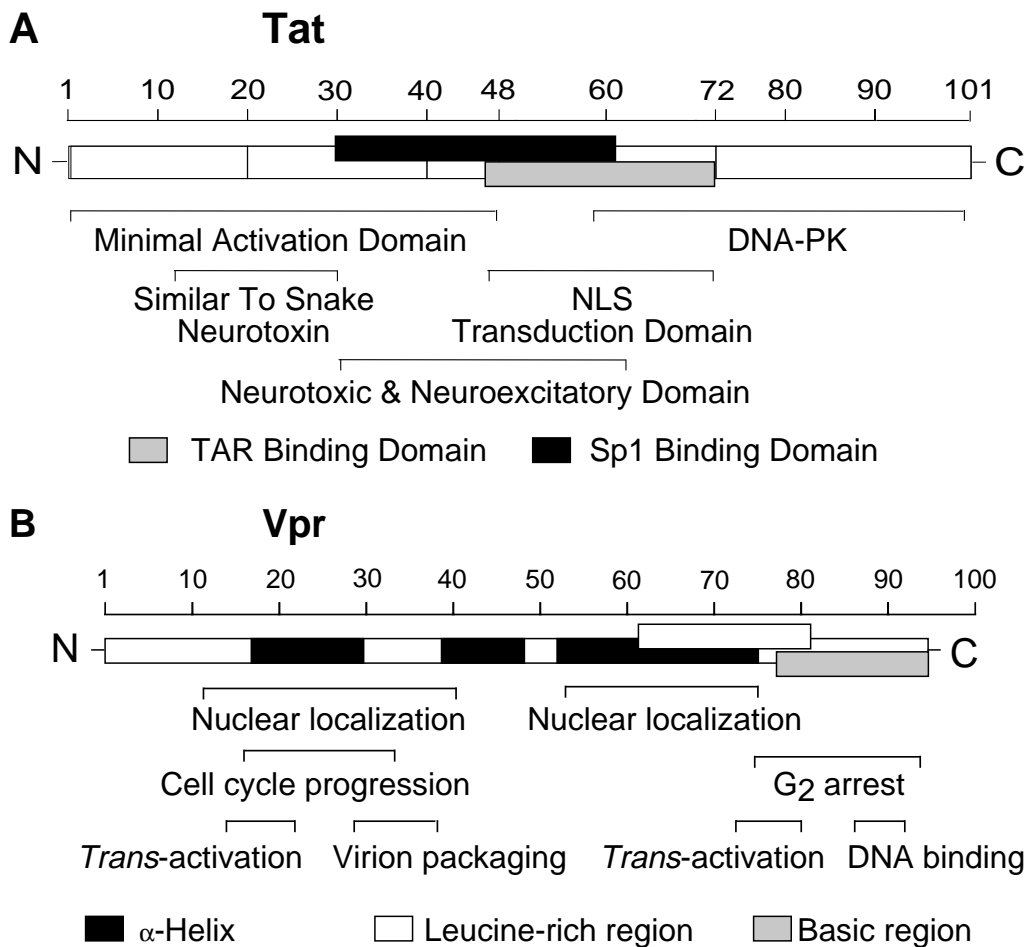 A Tat
1 10 20 30 40 48 60 72 80 90 101
N C
Minimal Activation Domain DNA-PK
Similar To Snake NLS
Neurotoxin Transduction Domain
Neurotoxic & Neuroexcitatory Domain
TAR Binding Domain Sp1 Binding Domain
B Vpr
1 10 20 30 40 50 60 70 80 90 100
N C
Nuclear localization Nuclear localization
Cell cycle progression G2 arrest
Trans-activation Virion packaging Trans-activation DNA binding
α-Helix Leucine-rich region Basic region